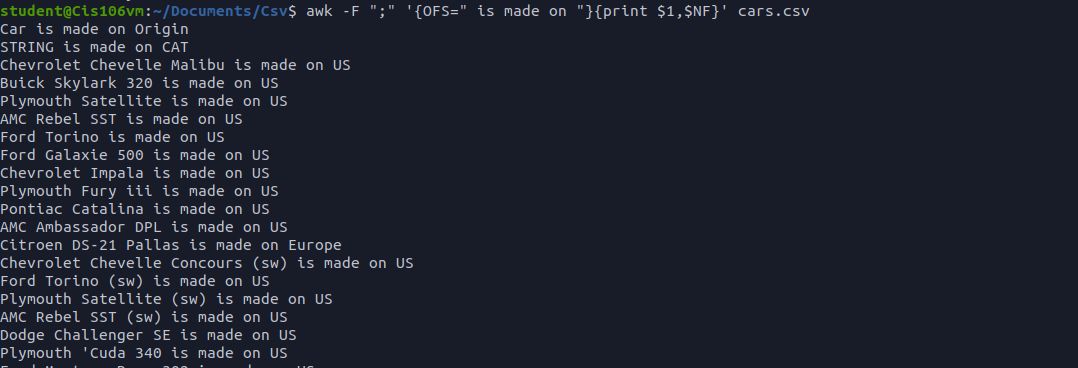 student@Cis106vm:~/Documents/Csv$ awk -F ";" '{OFS=" is made on "}{print $1,$NF}' cars.csv
Car is made on Origin
STRING is made on CAT
Chevrolet Chevelle Malibu is made on US
Buick Skylark 320 is made on US
Plymouth Satellite is made on US
AMC Rebel SST is made on US
Ford Torino is made on US
Ford Galaxie 500 is made on US
Chevrolet Impala is made on US
Plymouth Fury iii is made on US
Pontiac Catalina is made on US
AMC Ambassador DPL is made on US
Citroen DS-21 Pallas is made on Europe
Chevrolet Chevelle Concours (sw) is made on US
Ford Torino (sw) is made on US
Plymouth Satellite (sw) is made on US
AMC Rebel SST (sw) is made on US
Dodge Challenger SE is made on US
Plymouth 'Cuda 340 is made on US